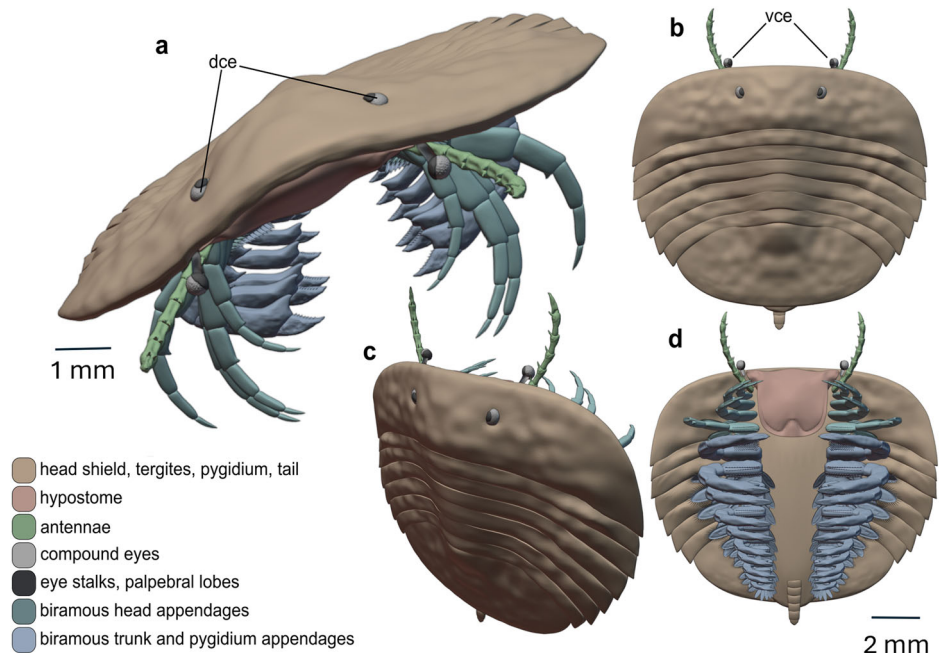 a
dce
b
vce
1 mm
c
d
head shield, tergites, pygidium, tail
hypostome
antennae
compound eyes
eye stalks, palpebral lobes
biramous head appendages
biramous trunk and pygidium appendages
2 mm